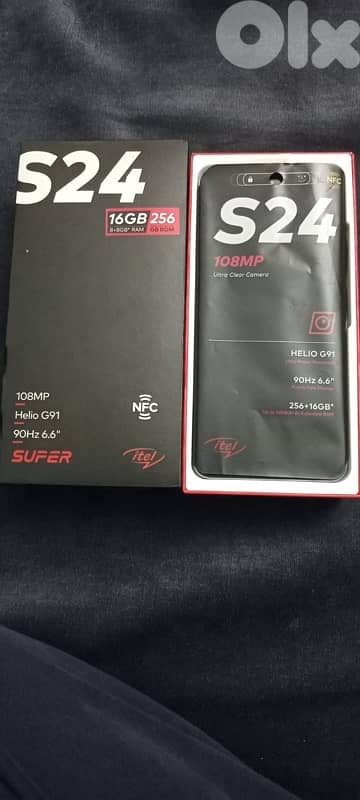 Olx
S24
16GB 256
8+8GB* RAM GB ROM
108MP
Helio G91
90Hz 6.6"
NFC
SUPER
itel
NFC
S24
108MP
Ultra Clear Camera
HELIO G91
90Hz 6.6"
256+16GB*
itel